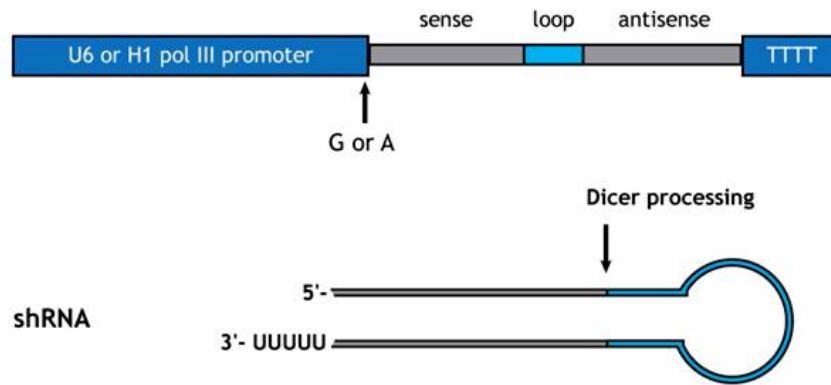 sense loop antisense
U6 or H1 pol III promoter TTTT
G or A
Dicer processing
5'-
shRNA
3'- UUUUU